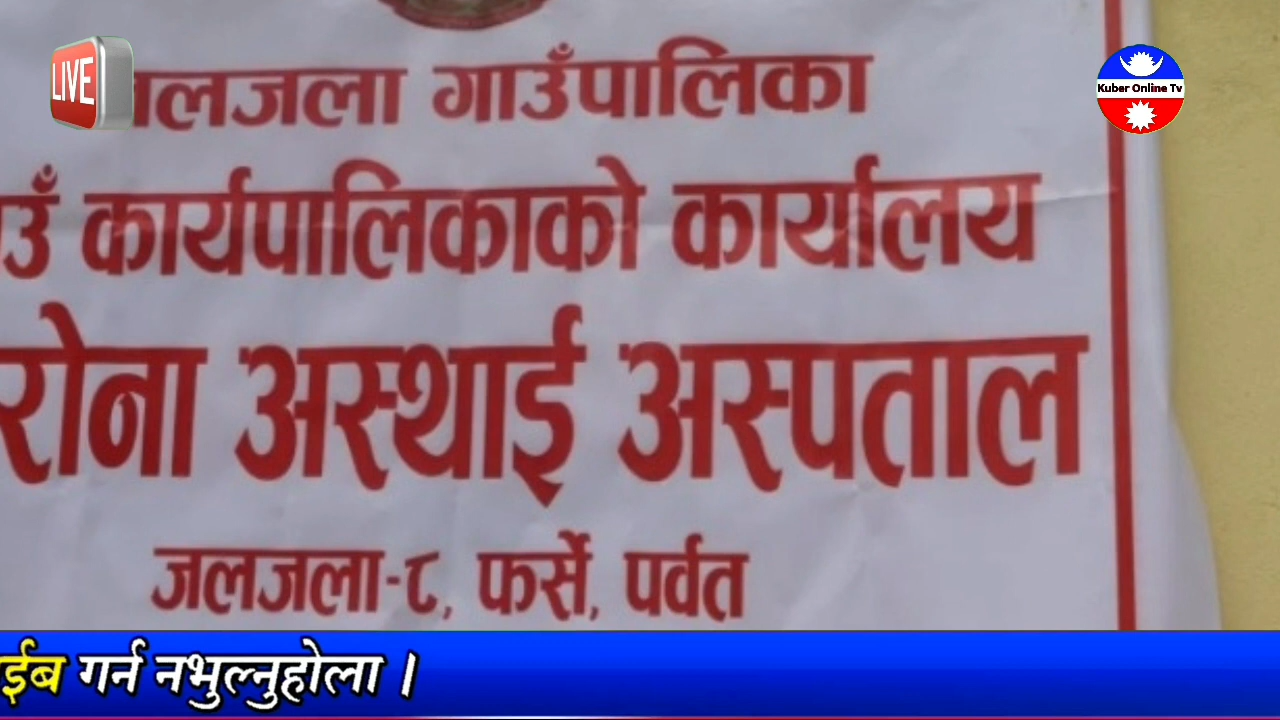 LIVE
लजला गाउँपालिका
Kuber Online Tv
उँ कार्यपालिकाको कार्यालय
रोना अस्थाई अस्पताल
जलजला-८, फर्से, पर्वत
ईब गर्न नभुल्नुहोला ।